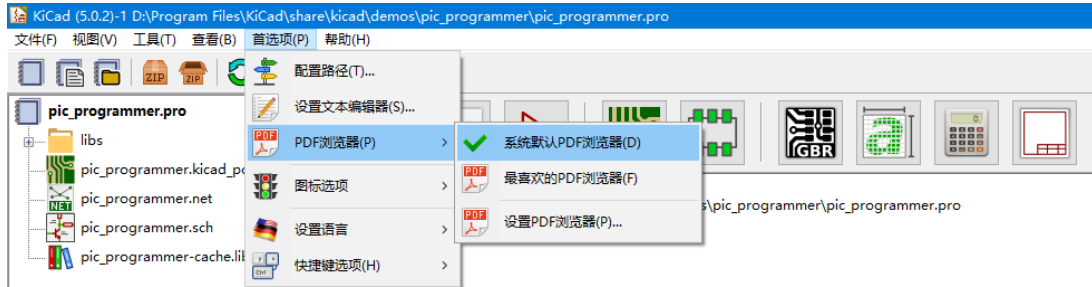 KiCad (5.0.2)-1 D:\Program Files\KiCad\share\kicad\demos\pic_programmer\pic_programmer.pro
文件(F) 视图(V) 工具(T) 查看(B) 首选项(P) 帮助(H)
ZIP ZIP
配置路径(T)...
pic_programmer.pro
设置文本编辑器(S)...
GBR
a
0.
libs
PDF
PDF浏览器(P)
系统默认PDF浏览器(D)
pic_programmer.kicad_pc
图标选项
PDF
最喜欢的PDF浏览器(F)
NET
pic_programmer.net
s\pic_programmer\pic_programmer.pro
pic_programmer.sch
设置语言
PDF
设置PDF浏览器(P)...
pic_programmer-cache.lib
Ctrl
快捷键选项(H)